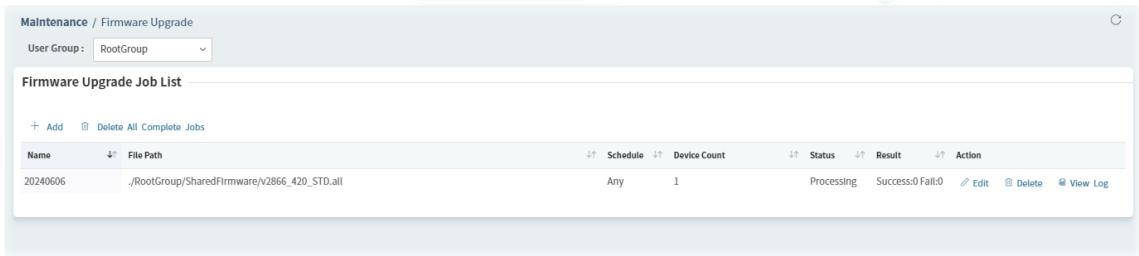 Maintenance / Firmware Upgrade
User Group : RootGroup
Firmware Upgrade Job List
+ Add Delete All Complete Jobs
Name File Path Schedule Device Count Status Result Action
20240606 ./RootGroup/SharedFirmware/v2866_420_STD.all Any 1 Processing Success:0 Fail:0 Edit Delete View Log